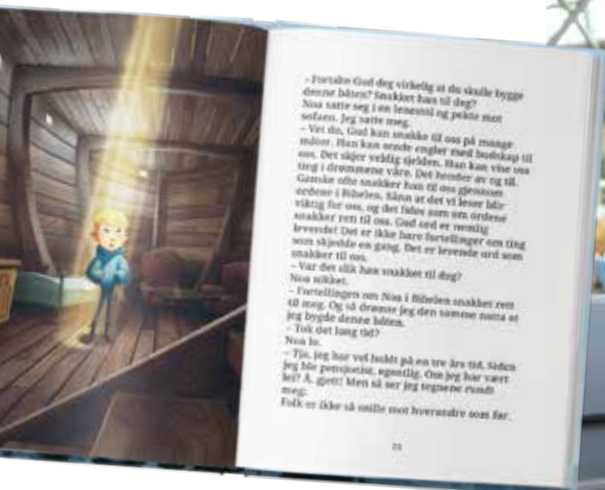 – Fortalte Gud deg virkelig at du skulle bygge
denne båten? Snakket han til deg?
Noa satte seg i en lenestol og pekte mot
sofaen. Jeg satte meg.
– Vet du, Gud kan snakke til oss på mange
måter. Han kan sende engler med budskap til
oss. Det skjer veldig sjelden. Han kan vise oss
ting i drømmene våre. Det hender av og til.
Ganske ofte snakker han til oss gjennom
ordene i Bibelen. Sånn at det vi leser blir
viktig for oss, og det føles som om ordene
snakker rett til oss. Gud ord er nemlig
levende! Det er ikke bare fortellinger om ting
som skjedde en gang. Det er levende ord som
snakker til oss.
– Var det slik han snakket til deg?
Noa nikket.
– Fortellingen om Noa i Bibelen snakket rett
til meg. Og så drømte jeg den samme natta at
jeg bygde denne båten.
– Tok det lang tid?
Noa lo.
– Tja, jeg har vel holdt på en tre års tid. Siden
jeg ble pensjonist, egentlig. Om jeg har vært
lei? Å, gjett! Men så ser jeg tegnene rundt
meg.
Folk er ikke så snille mot hverandre som før.